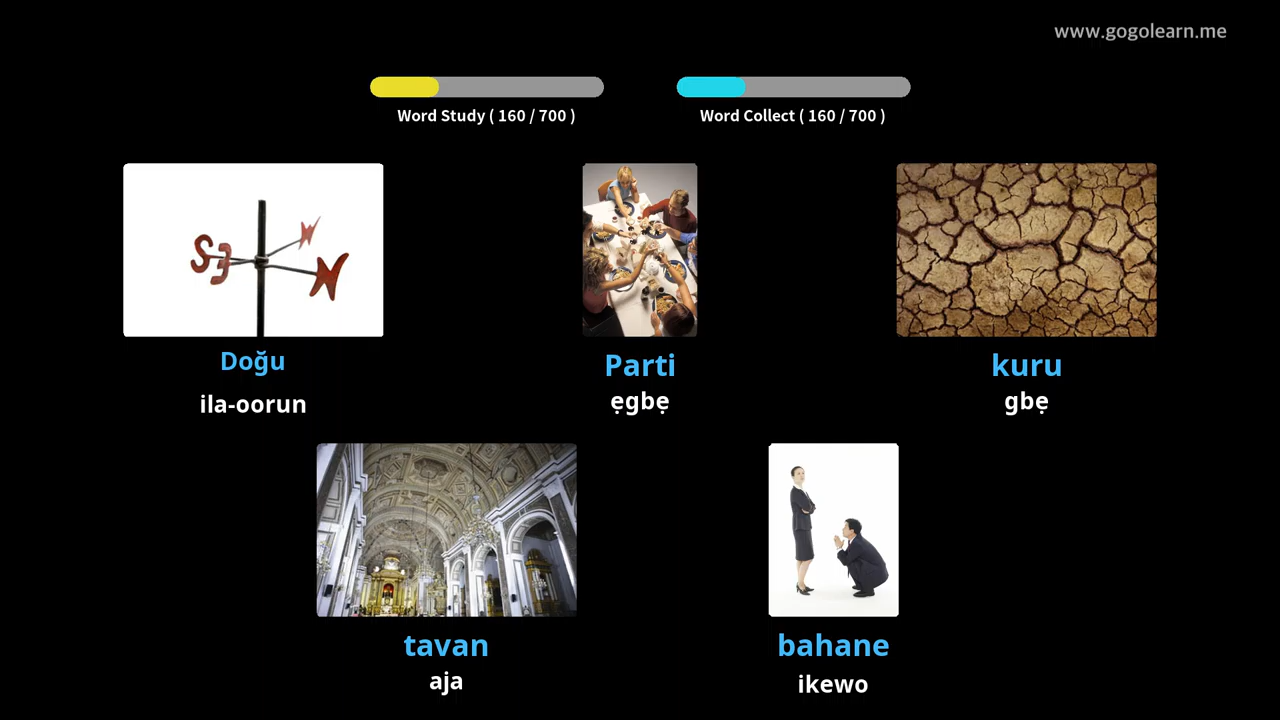 www.gogolearn.me
Word Study ( 160 / 700 )
Word Collect ( 160 / 700 )
S E N W
Doğu
ila-oorun
Parti
ẹgbẹ
kuru
gbẹ
tavan
aja
bahane
ikewo